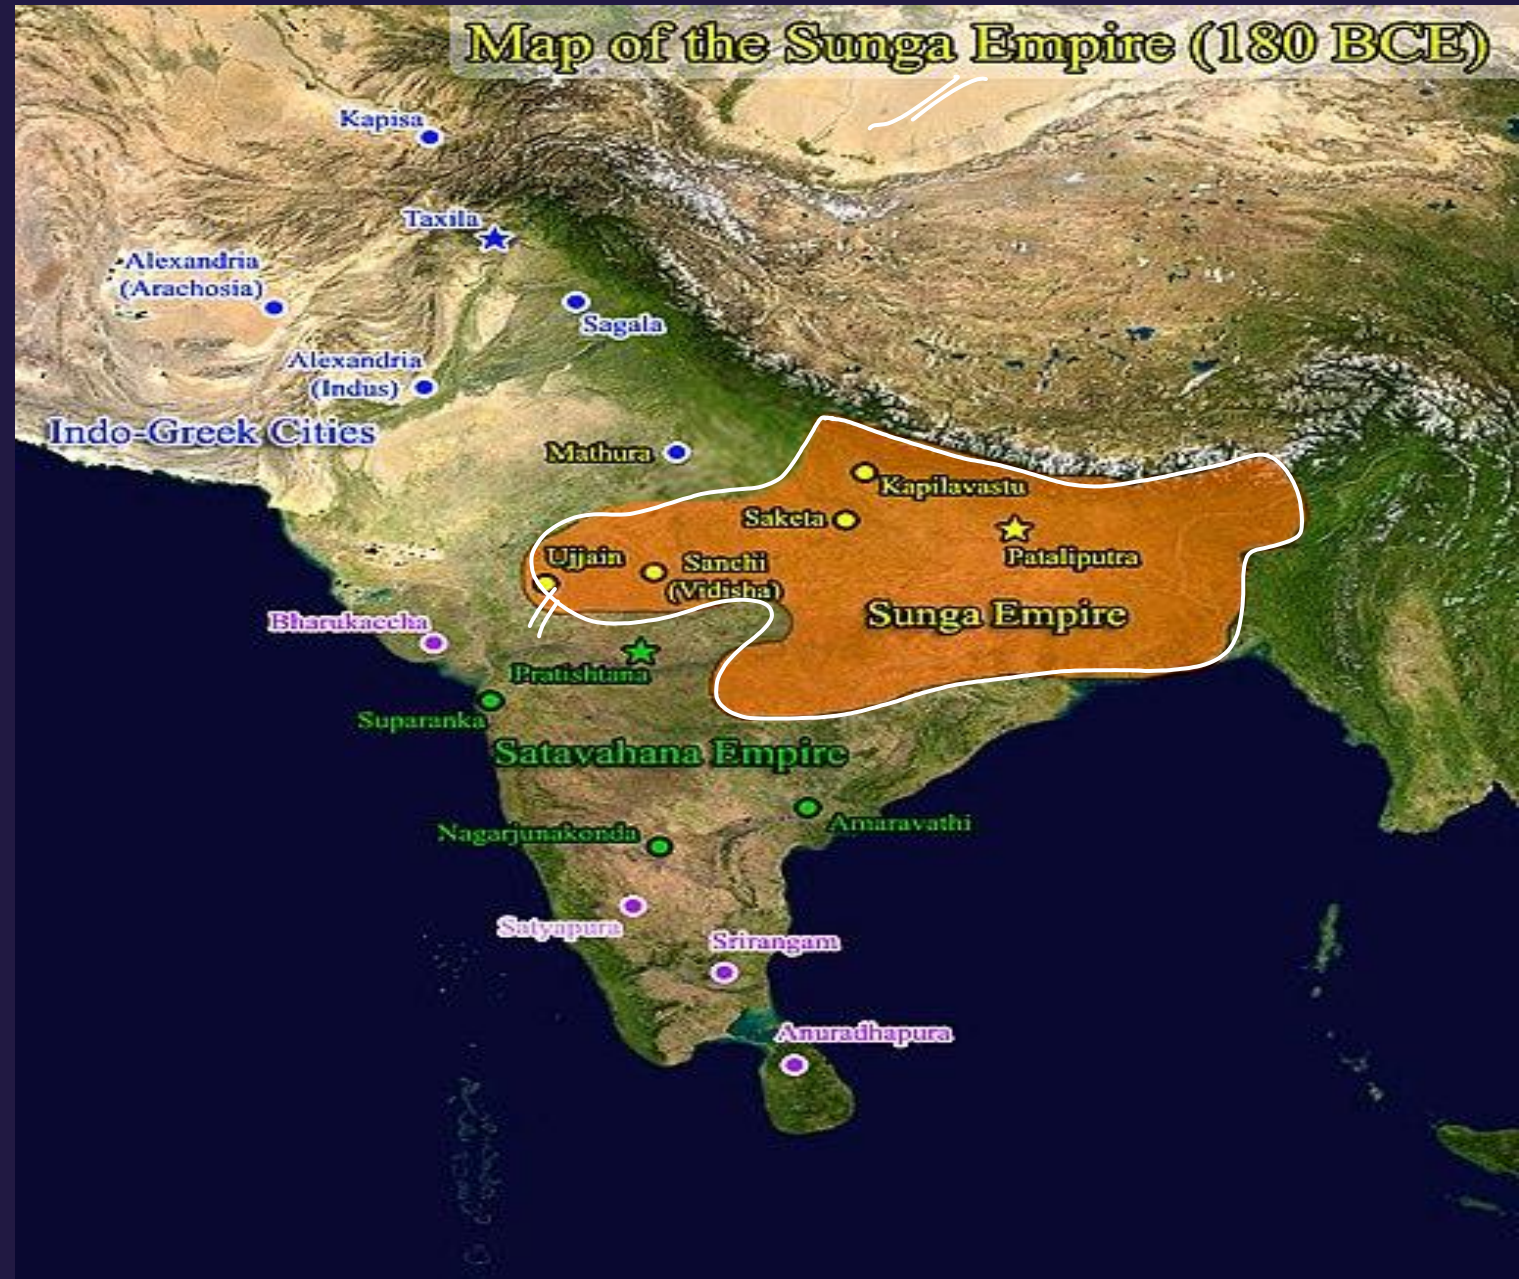 Map of the Sunga Empire (180 BCE)
Kapisa
Taxila
Alexandria
(Arachosia)
Sagala
Alexandria
(Indus)
Indo-Greek Cities
Mathura
Kapilavastu
Saketa
Pataliputra
Ujjain
Sanchi
(Vidisha)
Sunga Empire
Bharukaccha
Pratishtana
Suparanka
Satavahana Empire
Amaravathi
Nagarjunakonda
Satyapura
Srirangam
Anuradhapura